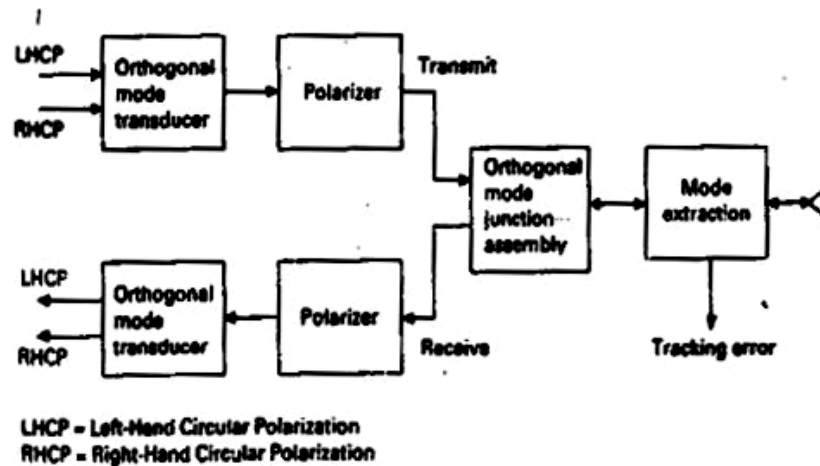 LHCP
RHCP
Orthogonal
mode
transducer
Polarizer
Transmit
Orthogonal
mode
junction
assembly
Mode
extraction
LHCP
RHCP
Orthogonal
mode
transducer
Polarizer
Receive
Tracking error
LHCP = Left-Hand Circular Polarization
RHCP = Right-Hand Circular Polarization